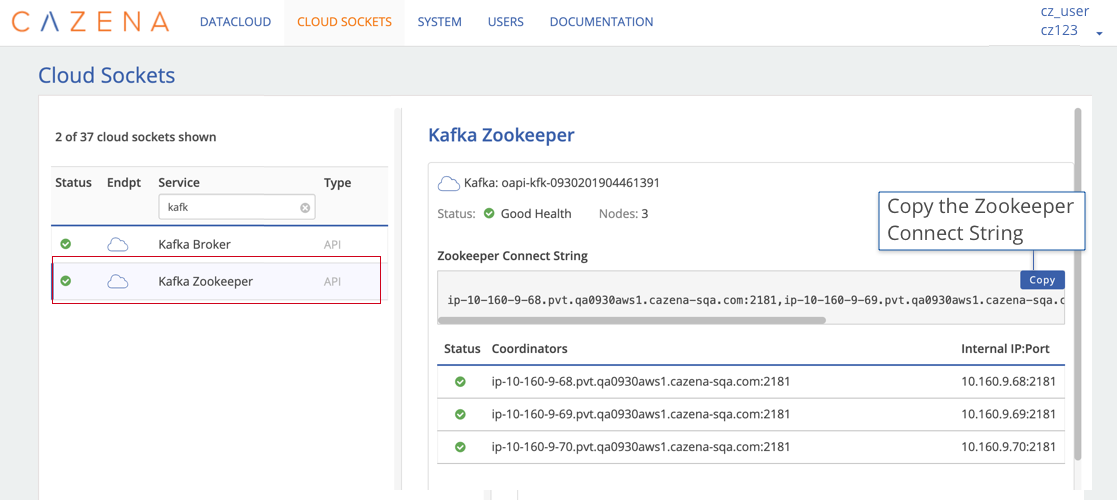 CAZENA DATACLOUD CLOUD SOCKETS SYSTEM USERS DOCUMENTATION
cz_user
cz123
Cloud Sockets
2 of 37 cloud sockets shown
Status Endpt Service Type
kafk
Kafka Broker API
Kafka Zookeeper API
Kafka Zookeeper
Kafka: oapi-kfk-0930201904461391
Status: Good Health Nodes: 3
Copy the Zookeeper
Connect String
Zookeeper Connect String
Copy
ip-10-160-9-68.pvt.qa0930aws1.cazena-sqa.com:2181,ip-10-160-9-69.pvt.qa0930aws1.cazena-sqa.c
Status Coordinators Internal IP:Port
ip-10-160-9-68.pvt.qa0930aws1.cazena-sqa.com:2181 10.160.9.68:2181
ip-10-160-9-69.pvt.qa0930aws1.cazena-sqa.com:2181 10.160.9.69:2181
ip-10-160-9-70.pvt.qa0930aws1.cazena-sqa.com:2181 10.160.9.70:2181